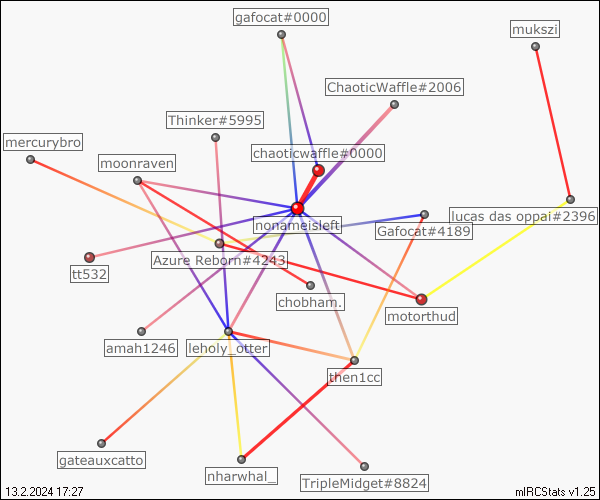 gafocat#0000
mukszi
ChaoticWaffle#2006
Thinker#5995
mercurybro
chaoticwaffle#0000
moonraven
nonameisleft
lucas das oppai#2396
Gafocat#4189
Azure Reborn#4243
tt532
chobham.
motorthud
amah1246
leholy_otter
then1cc
gateauxcatto
nharwhal_
TripleMidget#8824
13.2.2024 17:27
mIRCStats v1.25